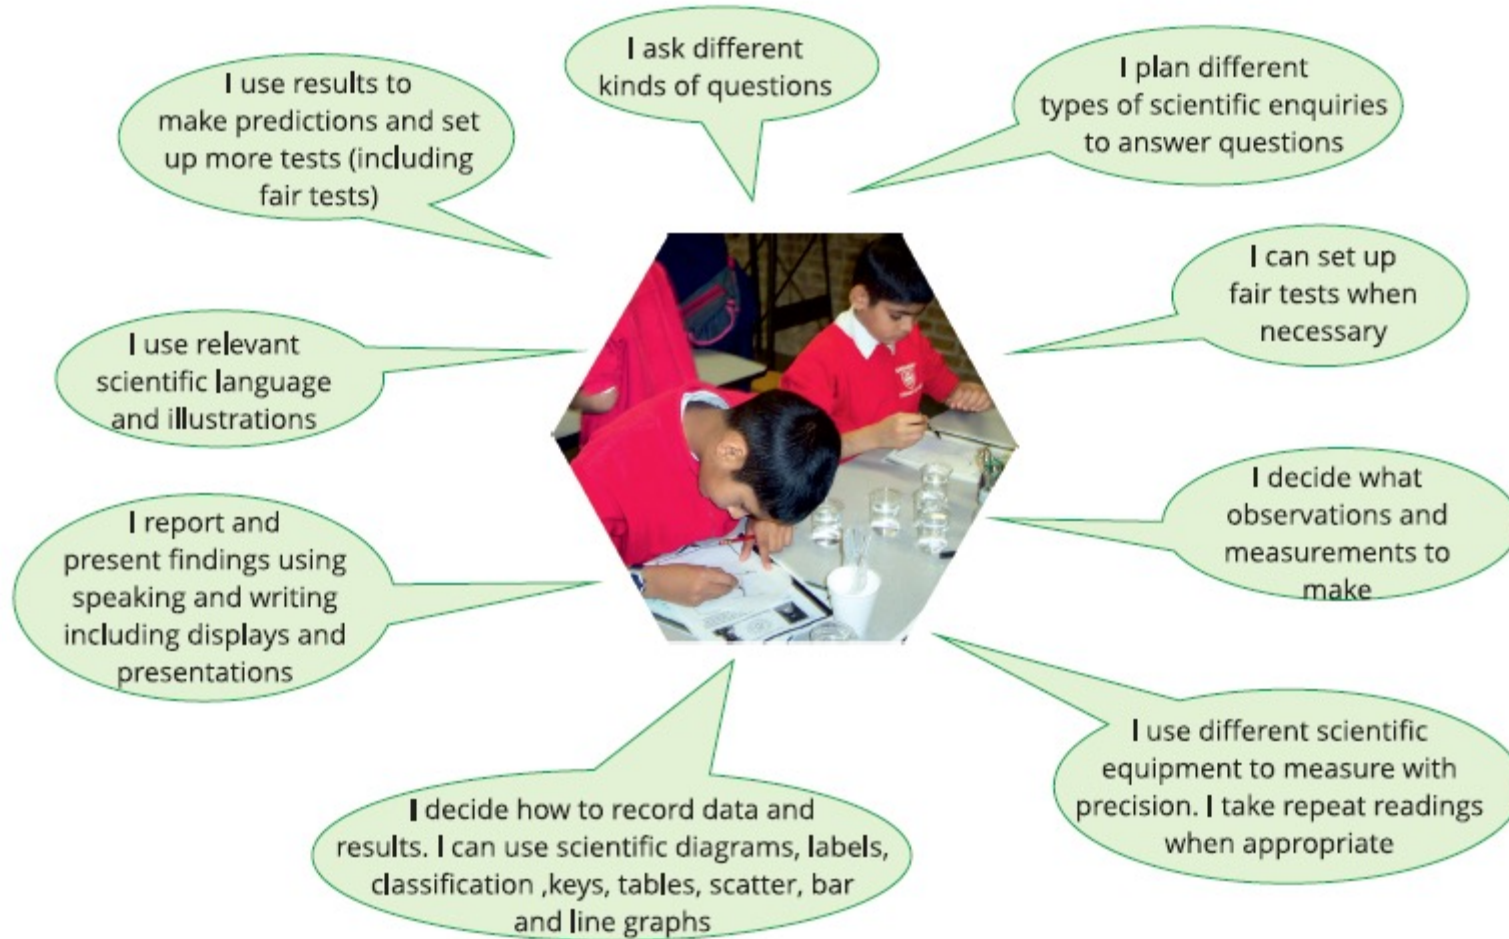 I ask different
kinds of questions
I plan different
types of scientific enquiries
to answer questions
I can set up
fair tests when
necessary
I decide what
observations and
measurements to
make
I use different scientific
equipment to measure with
precision. I take repeat readings
when appropriate
I decide how to record data and
results. I can use scientific diagrams, labels,
classification ,keys, tables, scatter, bar
and line graphs
I report and
present findings using
speaking and writing
including displays and
presentations
I use relevant
scientific language
and illustrations
I use results to
make predictions and set
up more tests (including
fair tests)